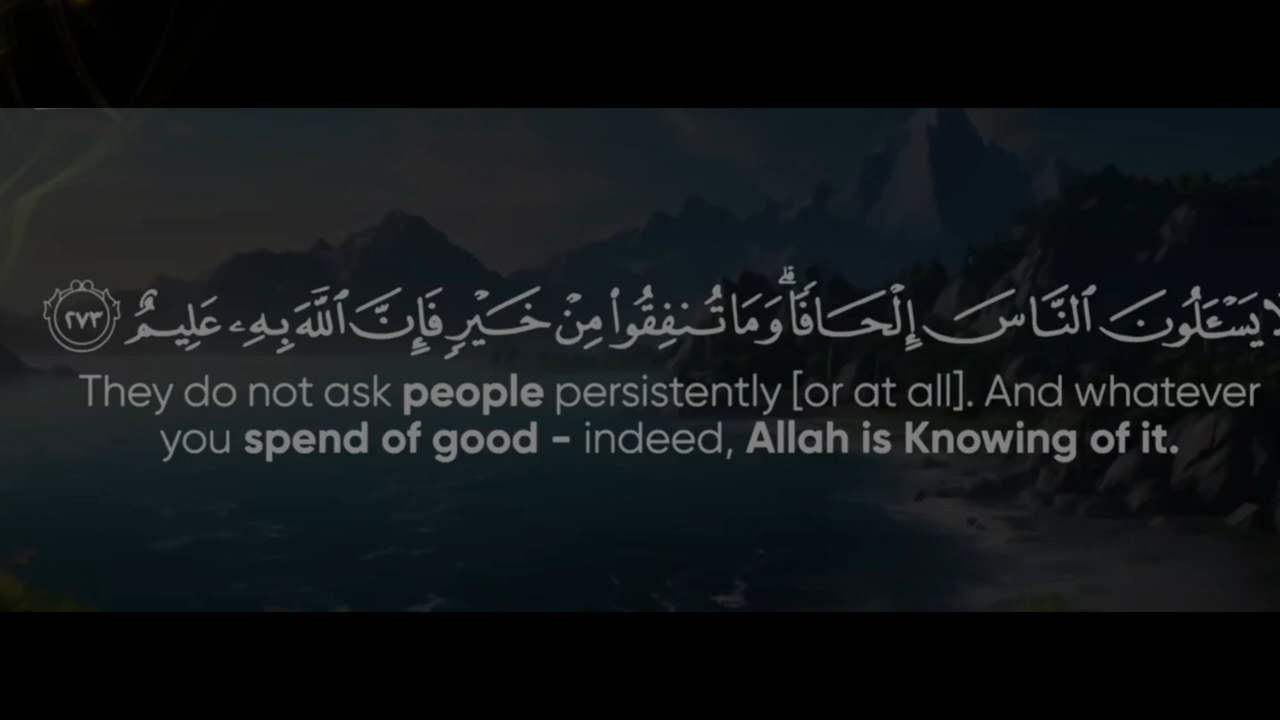 لَا يَسْـَٔلُونَ ٱلنَّاسَ إِلْحَافًا ۗ وَمَا تُنفِقُوا۟ مِنْ خَيْرٍ فَإِنَّ ٱللَّهَ بِهِۦ عَلِيمٌ ٢٧٣
They do not ask people persistently [or at all]. And whatever
you spend of good – indeed, Allah is Knowing of it.